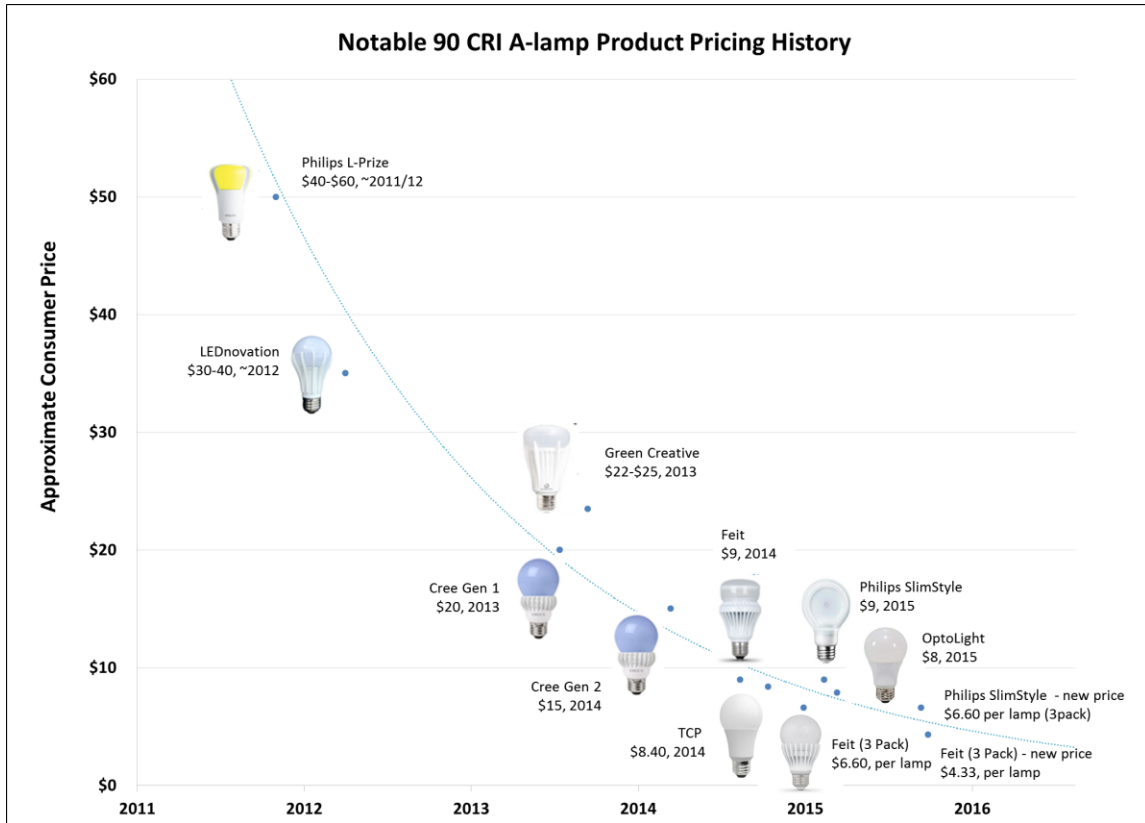 Notable 90 CRI A-lamp Product Pricing History
Approximate Consumer Price
$60
$50
$40
$30
$20
$10
$0
Philips L-Prize
$40-$60, ~2011/12
LEDnovation
$30-40, ~2012
Green Creative
$22-$25, 2013
Cree Gen 1
$20, 2013
Cree Gen 2
$15, 2014
Feit
$9, 2014
TCP
$8.40, 2014
Philips SlimStyle
$9, 2015
OptoLight
$8, 2015
Feit (3 Pack)
$6.60, per lamp
Philips SlimStyle - new price
$6.60 per lamp (3pack)
Feit (3 Pack) - new price
$4.33, per lamp
2011 2012 2013 2014 2015 2016